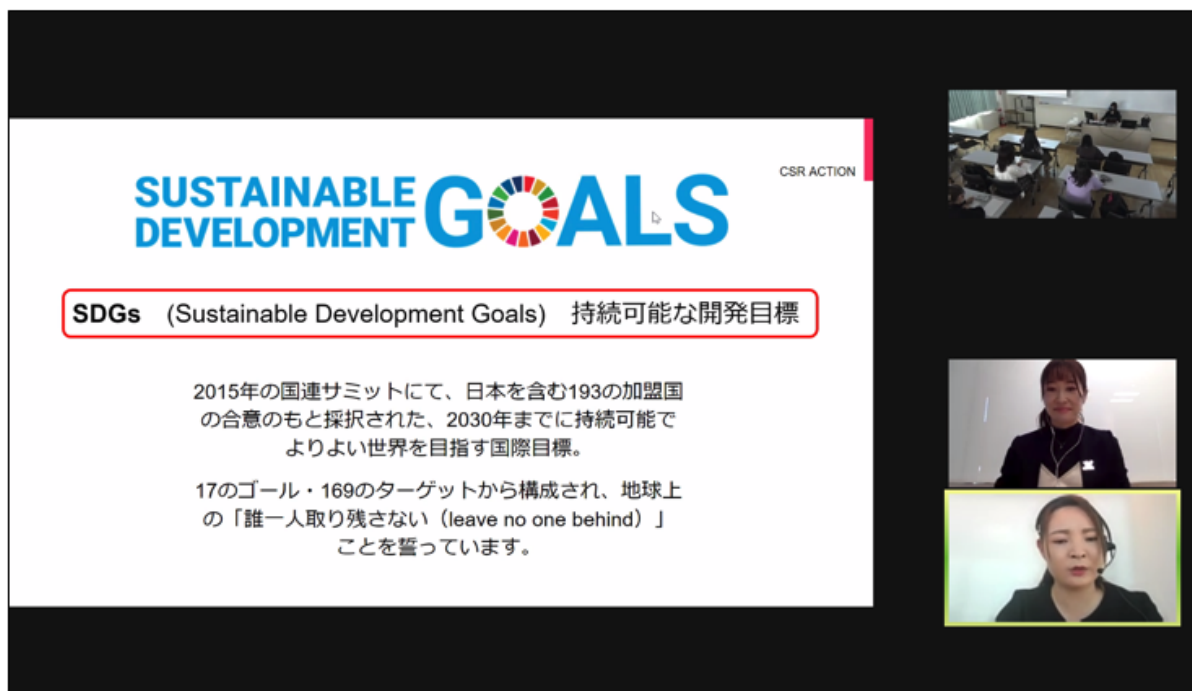 CSR ACTION
SUSTAINABLE
DEVELOPMENT
GOALS
SDGs (Sustainable Development Goals) 持続可能な開発目標
2015年の国連サミットにて、日本を含む193の加盟国
の合意のもと採択された、2030年までに持続可能で
よりよい世界を目指す国際目標。
17のゴール・169のターゲットから構成され、地球上
の「誰一人取り残さない（leave no one behind）」
ことを誓っています。